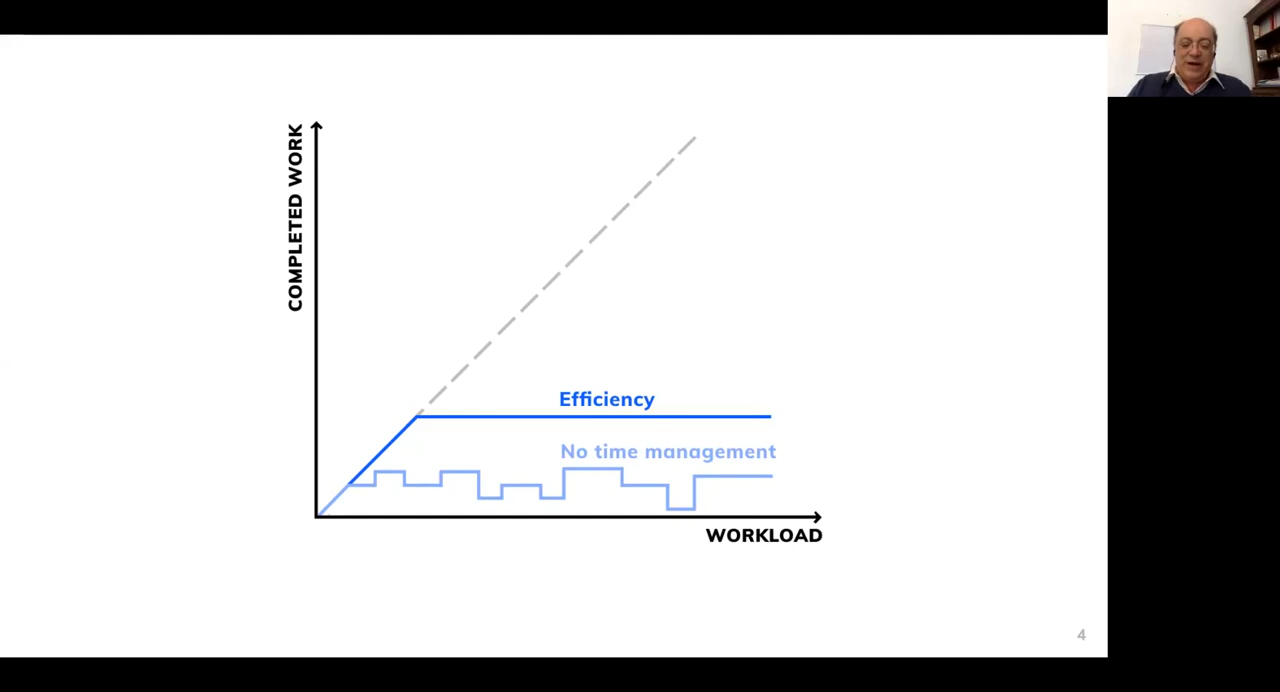 COMPLETED WORK
Efficiency
No time management
WORKLOAD
4